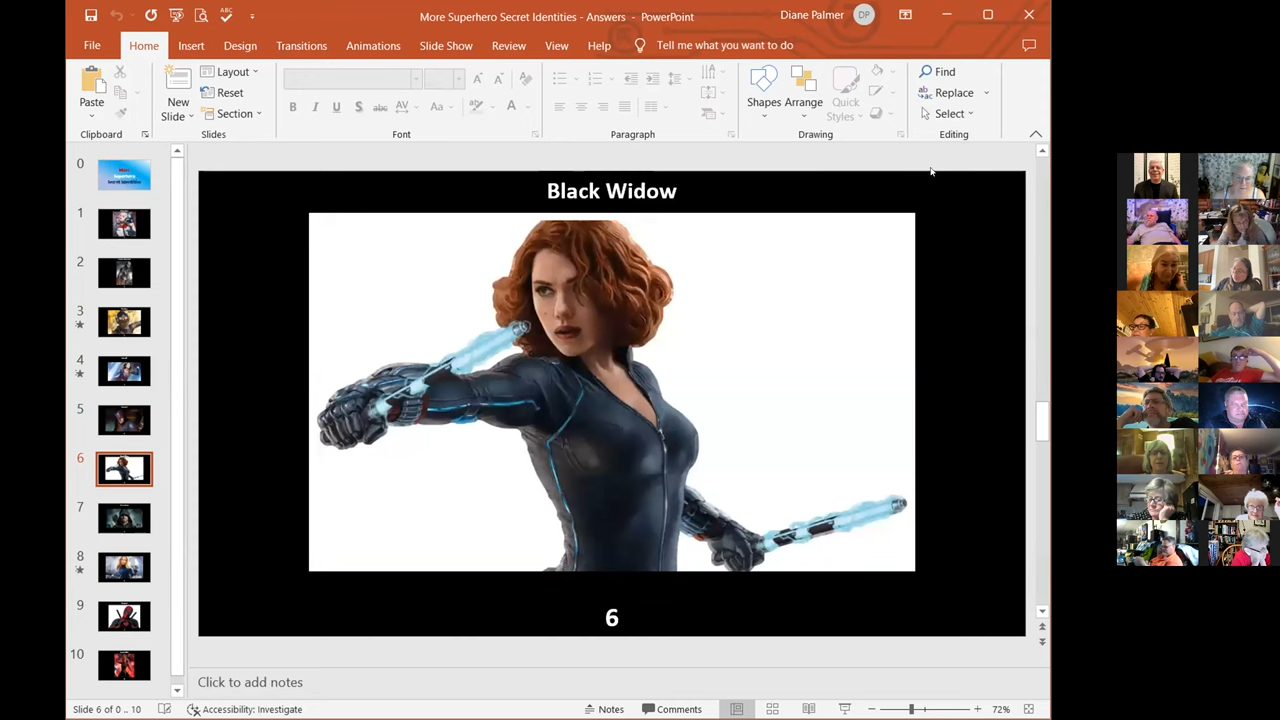 More Superhero Secret Identities - Answers - PowerPoint
Diane Palmer
DP
File
Home
Insert
Design
Transitions
Animations
Slide Show
Review
View
Help
Tell me what you want to do
Paste
New
Slide
Layout
Reset
Section
Shapes
Arrange
Quick
Styles
Find
Replace
Select
Clipboard
Slides
Font
Paragraph
Drawing
Editing
0
1
2
3
4
5
6
7
8
9
10
Black Widow
6
Click to add notes
Slide 6 of 0 .. 10
Accessibility: Investigate
Notes
Comments
72%